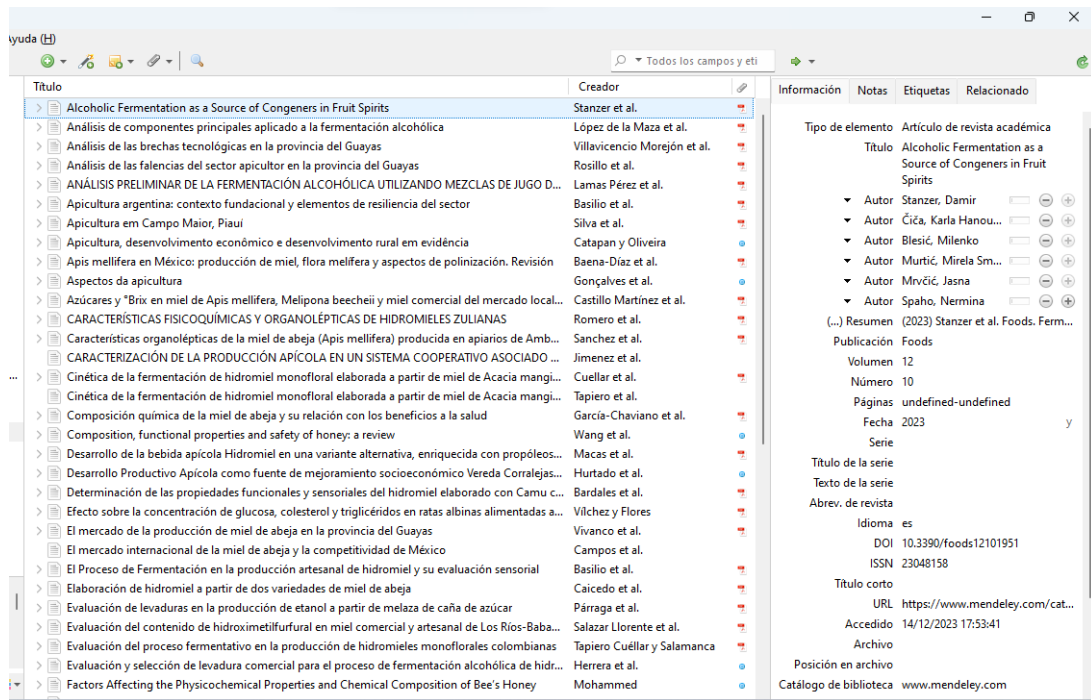 Ayuda (H)
Todos los campos y eti
Título Creador
Alcoholic Fermentation as a Source of Congeners in Fruit Spirits Stanzer et al.
Análisis de componentes principales aplicado a la fermentación alcohólica López de la Maza et al.
Análisis de las brechas tecnológicas en la provincia del Guayas Villavicencio Morejón et al.
Análisis de las falencias del sector apicultor en la provincia del Guayas Rosillo et al.
ANÁLISIS PRELIMINAR DE LA FERMENTACIÓN ALCOHÓLICA UTILIZANDO MEZCLAS DE JUGO D... Lamas Pérez et al.
Apicultura argentina: contexto fundacional y elementos de resiliencia del sector Basilio et al.
Apicultura em Campo Maior, Piauí Silva et al.
Apicultura, desenvolvimento econômico e desenvolvimento rural em evidência Catapan y Oliveira
Apis mellifera en México: producción de miel, flora melífera y aspectos de polinización. Revisión Baena-Díaz et al.
Aspectos da apicultura Gonçalves et al.
Azúcares y °Brix en miel de Apis mellifera, Melipona beecheii y miel comercial del mercado local... Castillo Martínez et al.
CARACTERÍSTICAS FISICOQUÍMICAS Y ORGANOLÉPTICAS DE HIDROMIELES ZULIANAS Romero et al.
Características organolépticas de la miel de abeja (Apis mellifera) producida en apiarios de Amb... Sanchez et al.
CARACTERIZACIÓN DE LA PRODUCCIÓN APÍCOLA EN UN SISTEMA COOPERATIVO ASOCIADO ... Jimenez et al.
... Cinética de la fermentación de hidromiel monofloral elaborada a partir de miel de Acacia mangi... Cuellar et al.
Cinética de la fermentación de hidromiel monofloral elaborada a partir de miel de Acacia mangi... Tapiero et al.
Composición química de la miel de abeja y su relación con los beneficios a la salud García-Chaviano et al.
Composition, functional properties and safety of honey: a review Wang et al.
Desarrollo de la bebida apícola Hidromiel en una variante alternativa, enriquecida con propóleos... Macas et al.
Desarrollo Productivo Apícola como fuente de mejoramiento socioeconómico Vereda Corralejas... Hurtado et al.
Determinación de las propiedades funcionales y sensoriales del hidromiel elaborado con Camu c... Bardales et al.
Efecto sobre la concentración de glucosa, colesterol y triglicéridos en ratas albinas alimentadas a... Vílchez y Flores
El mercado de la producción de miel de abeja en la provincia del Guayas Vivanco et al.
El mercado internacional de la miel de abeja y la competitividad de México Campos et al.
El Proceso de Fermentación en la producción artesanal de hidromiel y su evaluación sensorial Basilio et al.
Elaboración de hidromiel a partir de dos variedades de miel de abeja Caicedo et al.
Evaluación de levaduras en la producción de etanol a partir de melaza de caña de azúcar Párraga et al.
Evaluación del contenido de hidroximetilfurfural en miel comercial y artesanal de Los Ríos-Baba... Salazar Llorente et al.
Evaluación del proceso fermentativo en la producción de hidromieles monoflorales colombianas Tapiero Cuéllar y Salamanca
Evaluación y selección de levadura comercial para el proceso de fermentación alcohólica de hidr... Herrera et al.
Factors Affecting the Physicochemical Properties and Chemical Composition of Bee's Honey Mohammed
Información Notas Etiquetas Relacionado
Tipo de elemento Artículo de revista académica
Título Alcoholic Fermentation as a
Source of Congeners in Fruit
Spirits
Autor Stanzer, Damir
Autor Čiča, Karla Hanou...
Autor Blesić, Milenko
Autor Murtić, Mirela Sm...
Autor Mrvčić, Jasna
Autor Spaho, Nermina
(...) Resumen (2023) Stanzer et al. Foods. Ferm...
Publicación Foods
Volumen 12
Número 10
Páginas undefined-undefined
Fecha 2023 y
Serie
Título de la serie
Texto de la serie
Abrev. de revista
Idioma es
DOI 10.3390/foods12101951
ISSN 23048158
Título corto
URL https://www.mendeley.com/cat...
Accedido 14/12/2023 17:53:41
Archivo
Posición en archivo
Catálogo de biblioteca www.mendeley.com